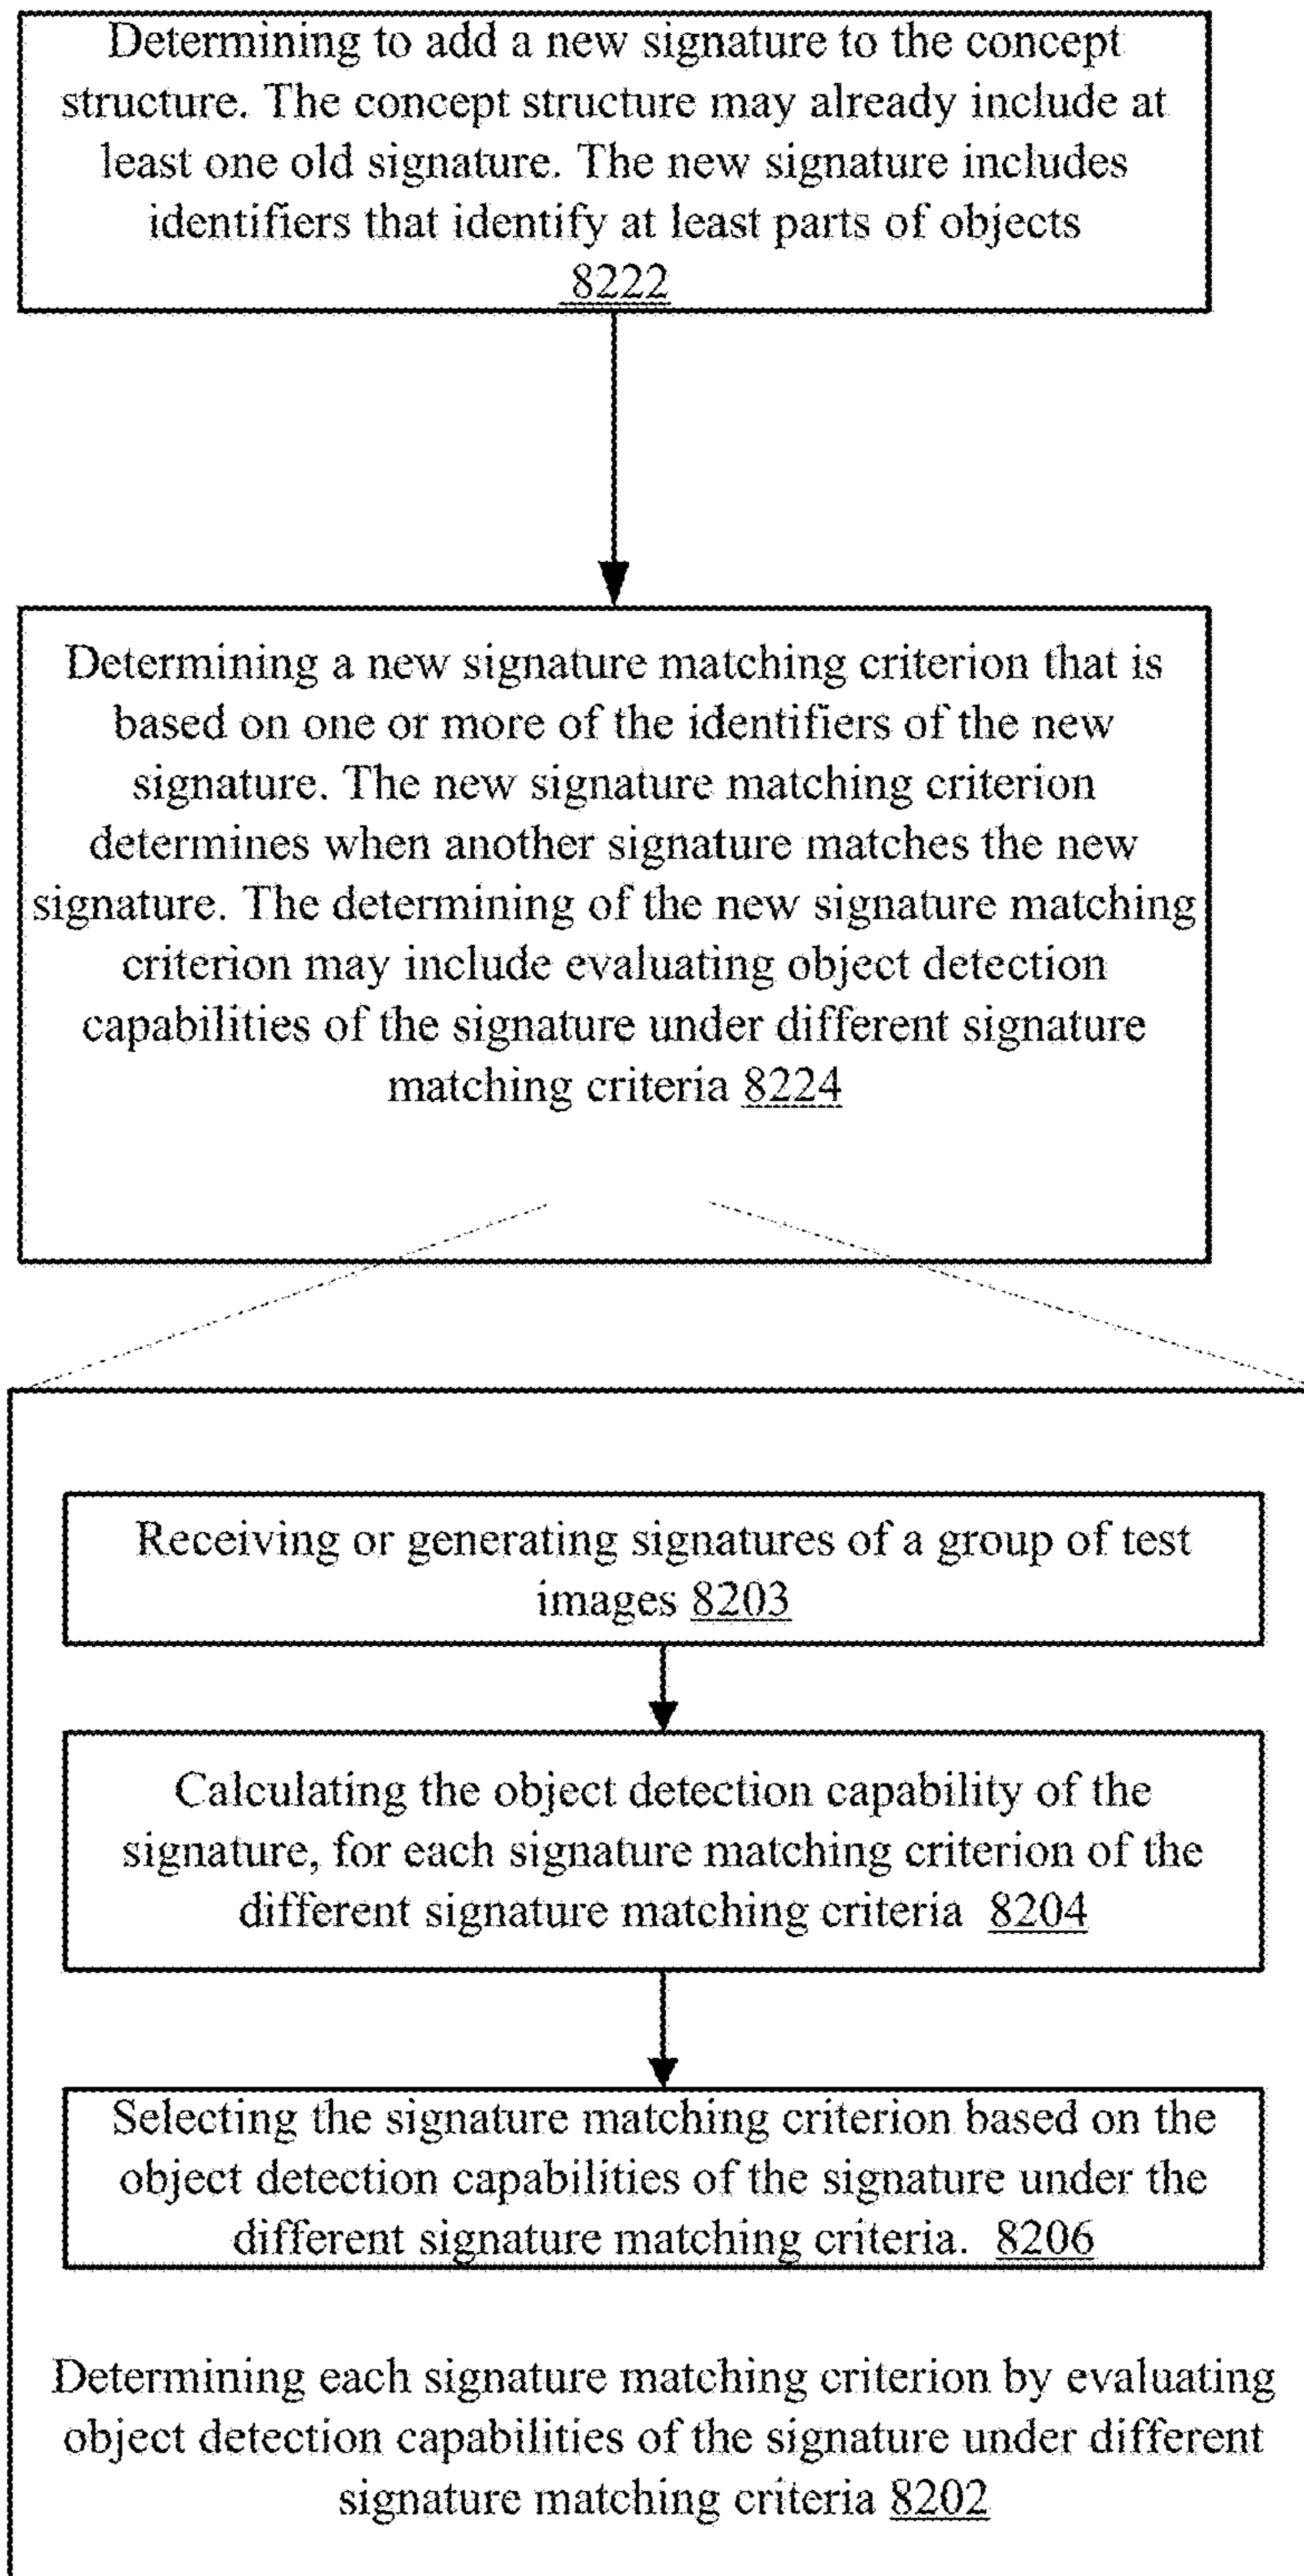 Determining to add a new signature to the concept
structure. The concept structure may already include at
least one old signature. The new signature includes
identifiers that identify at least parts of objects
8222
Determining a new signature matching criterion that is
based on one or more of the identifiers of the new
signature. The new signature matching criterion
determines when another signature matches the new
signature. The determining of the new signature matching
criterion may include evaluating object detection
capabilities of the signature under different signature
matching criteria 8224
Receiving or generating signatures of a group of test
images 8203
Calculating the object detection capability of the
signature, for each signature matching criterion of the
different signature matching criteria 8204
Selecting the signature matching criterion based on the
object detection capabilities of the signature under the
different signature matching criteria. 8206
Determining each signature matching criterion by evaluating
object detection capabilities of the signature under different
signature matching criteria 8202